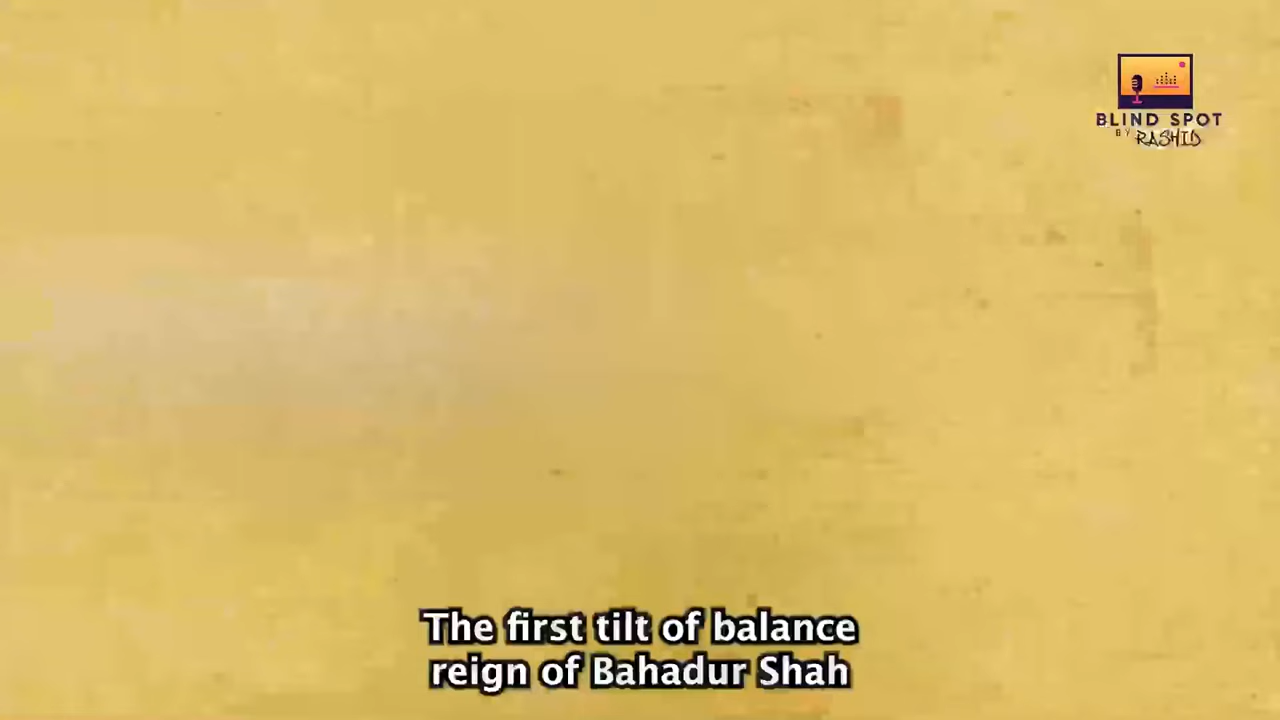 BLIND SPOT
BY RASHID
The first tilt of balance
reign of Bahadur Shah